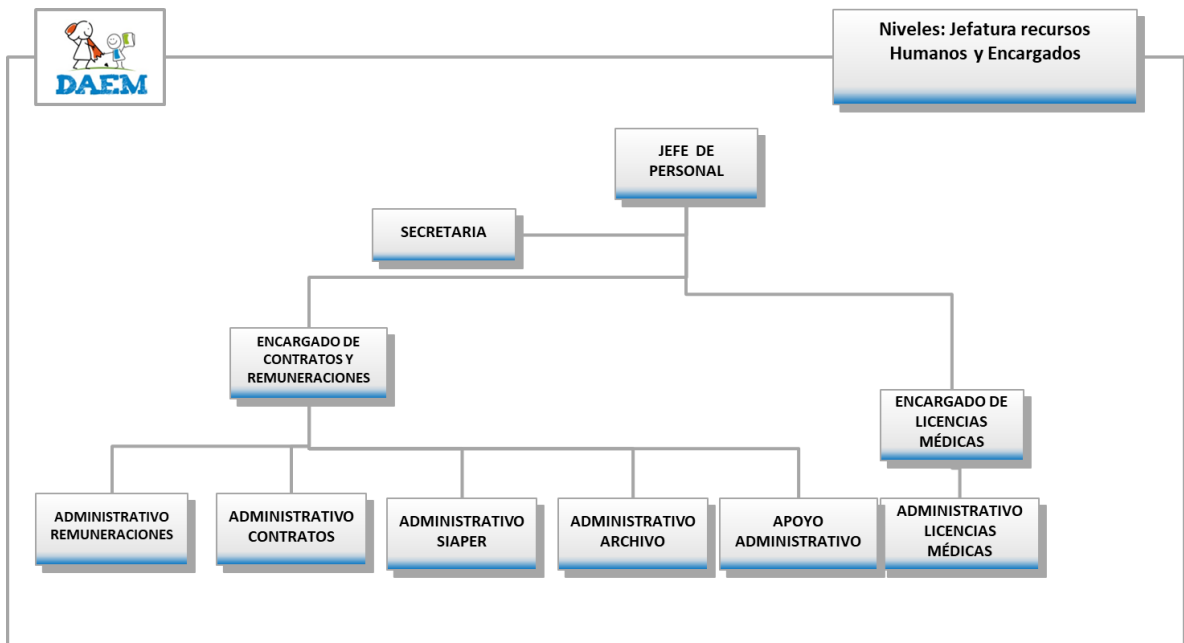 DAEM
Niveles: Jefatura recursos
Humanos y Encargados
JEFE DE
PERSONAL
SECRETARIA
ENCARGADO DE
CONTRATOS Y
REMUNERACIONES
ENCARGADO DE
LICENCIAS
MÉDICAS
ADMINISTRATIVO
REMUNERACIONES
ADMINISTRATIVO
CONTRATOS
ADMINISTRATIVO
SIAPER
ADMINISTRATIVO
ARCHIVO
APOYO
ADMINISTRATIVO
ADMINISTRATIVO
LICENCIAS
MÉDICAS